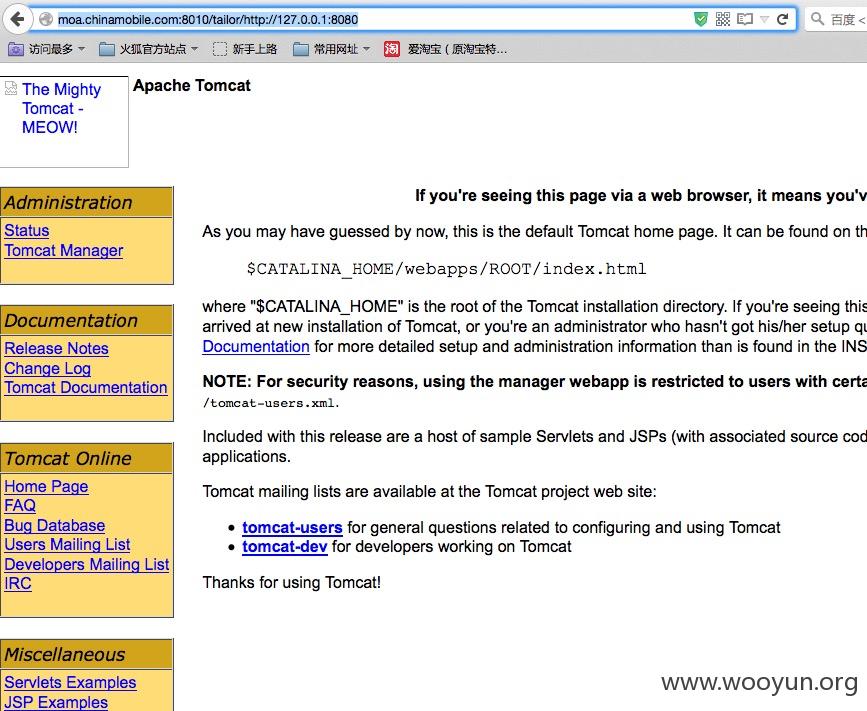 moa.chinamobile.com:8010/tailor/http://127.0.0.1:8080
百度 <
访问最多
火狐官方站点
新手上路
常用网址
淘
爱淘宝 ( 原淘宝特...
The Mighty
Tomcat -
MEOW!
Apache Tomcat
Administration
Status
Tomcat Manager
Documentation
Release Notes
Change Log
Tomcat Documentation
Tomcat Online
Home Page
FAQ
Bug Database
Users Mailing List
Developers Mailing List
IRC
Miscellaneous
Servlets Examples
JSP Examples
If you're seeing this page via a web browser, it means you'v
As you may have guessed by now, this is the default Tomcat home page. It can be found on th
$CATALINA_HOME/webapps/ROOT/index.html
where "$CATALINA_HOME" is the root of the Tomcat installation directory. If you're seeing this
arrived at new installation of Tomcat, or you're an administrator who hasn't got his/her setup qu
Documentation for more detailed setup and administration information than is found in the INS
NOTE: For security reasons, using the manager webapp is restricted to users with certa
/tomcat-users.xml.
Included with this release are a host of sample Servlets and JSPs (with associated source cod
applications.
Tomcat mailing lists are available at the Tomcat project web site:
• tomcat-users for general questions related to configuring and using Tomcat
• tomcat-dev for developers working on Tomcat
Thanks for using Tomcat!
www.wooyun.org